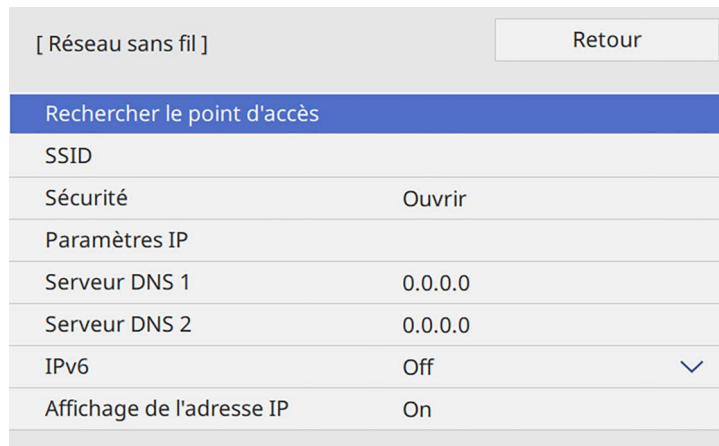 [ Réseau sans fil ]
Retour
Rechercher le point d'accès
SSID
Sécurité Ouvrir
Paramètres IP
Serveur DNS 1 0.0.0.0
Serveur DNS 2 0.0.0.0
IPv6 Off
Affichage de l'adresse IP On